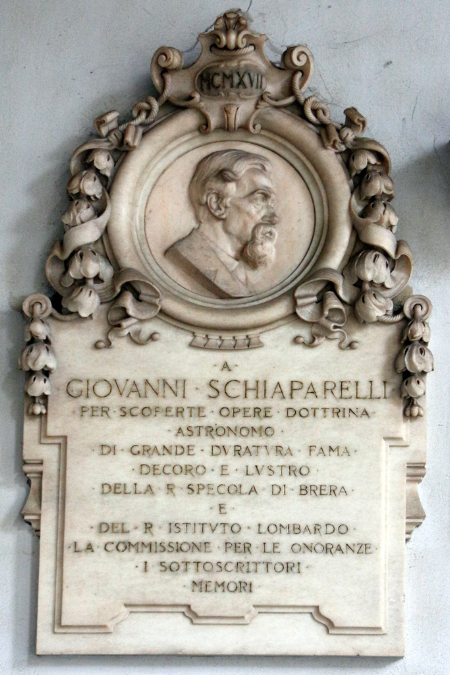 MCMXVII
A
GIOVANNI · SCHIAPARELLI
PER · SCOPERTE · OPERE · DOTTRINA
· ASTRONOMO ·
DI · GRANDE · DVRATVRA · FAMA
DECORO · E · LVSTRO
DELLA · R · SPECOLA · DI · BRERA
· E ·
DEL · R · ISTITVTO · LOMBARDO
LA · COMMISSIONE · PER · LE · ONORANZE
I · SOTTOSCRITTORI
· MEMORI ·